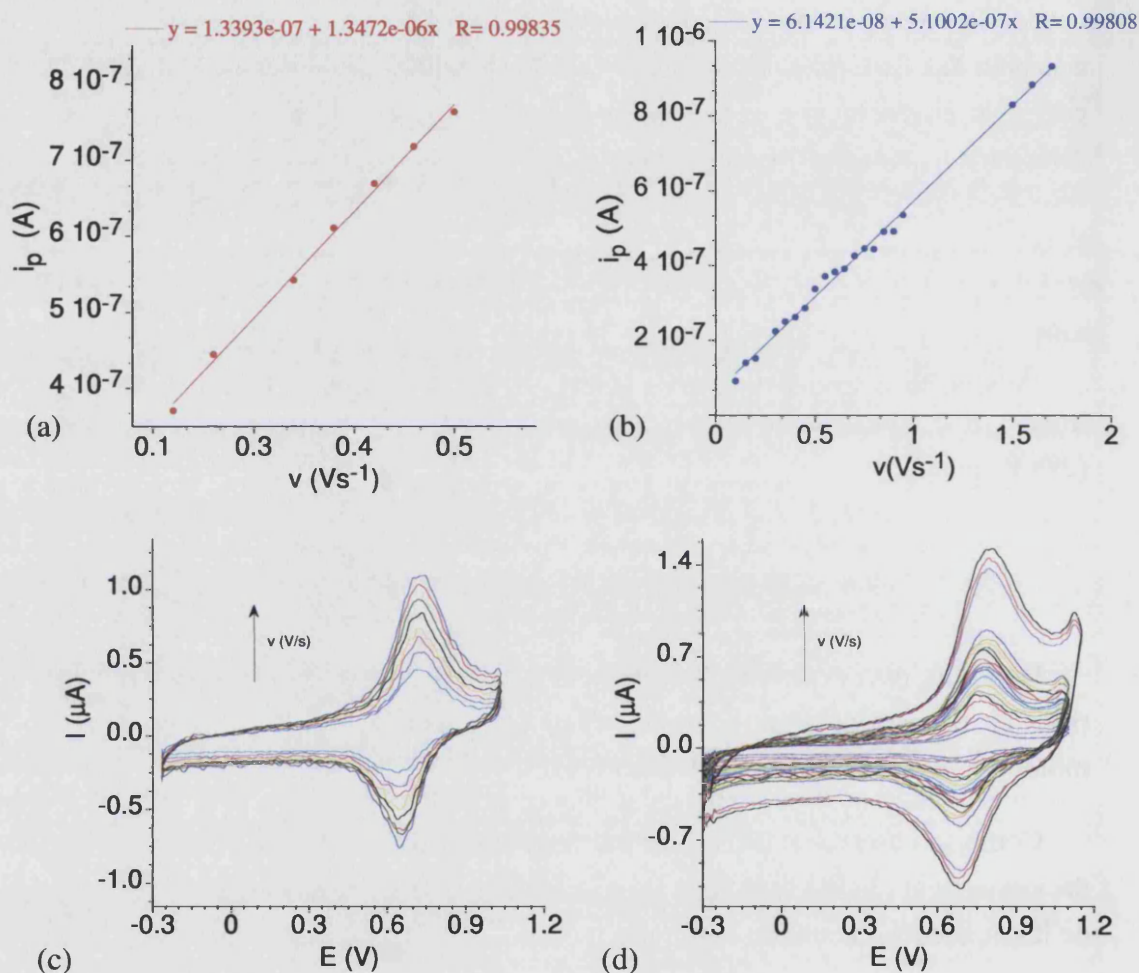 y = 1.3393e-07 + 1.3472e-06x R= 0.99835
8 10-7
7 10-7
6 10-7
5 10-7
4 10-7
ip (A)
0.1 0.3 0.4 0.5
v (Vs-1)
(a)
y = 6.1421e-08 + 5.1002e-07x R= 0.99808
1 10-6
8 10-7
6 10-7
4 10-7
2 10-7
ip (A)
0 0.5 1 1.5 2
v(Vs-1)
(b)
1.0
0.5
0.0
-0.5
-1.0
I (μA)
v (V/s)
-0.3 0 0.3 0.6 0.9 1.2
E (V)
(c)
1.4
0.7
0.0
-0.7
I (μA)
v (V/s)
-0.3 0 0.3 0.6 0.9 1.2
E (V)
(d)